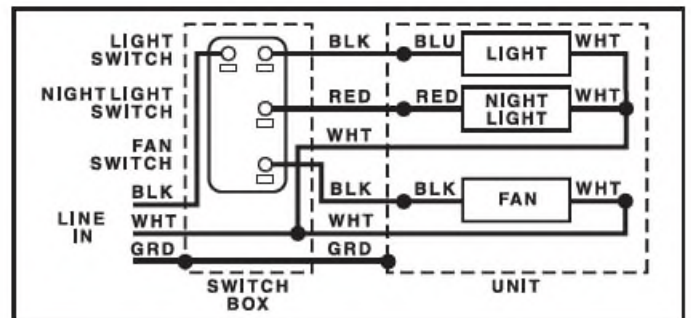 LIGHT SWITCH
BLK
BLU
LIGHT
WHT
NIGHT LIGHT SWITCH
RED
RED
NIGHT LIGHT
WHT
WHT
FAN SWITCH
BLK
BLK
BLK
FAN
WHT
LINE IN
WHT
WHT
GRD
GRD
SWITCH BOX
UNIT